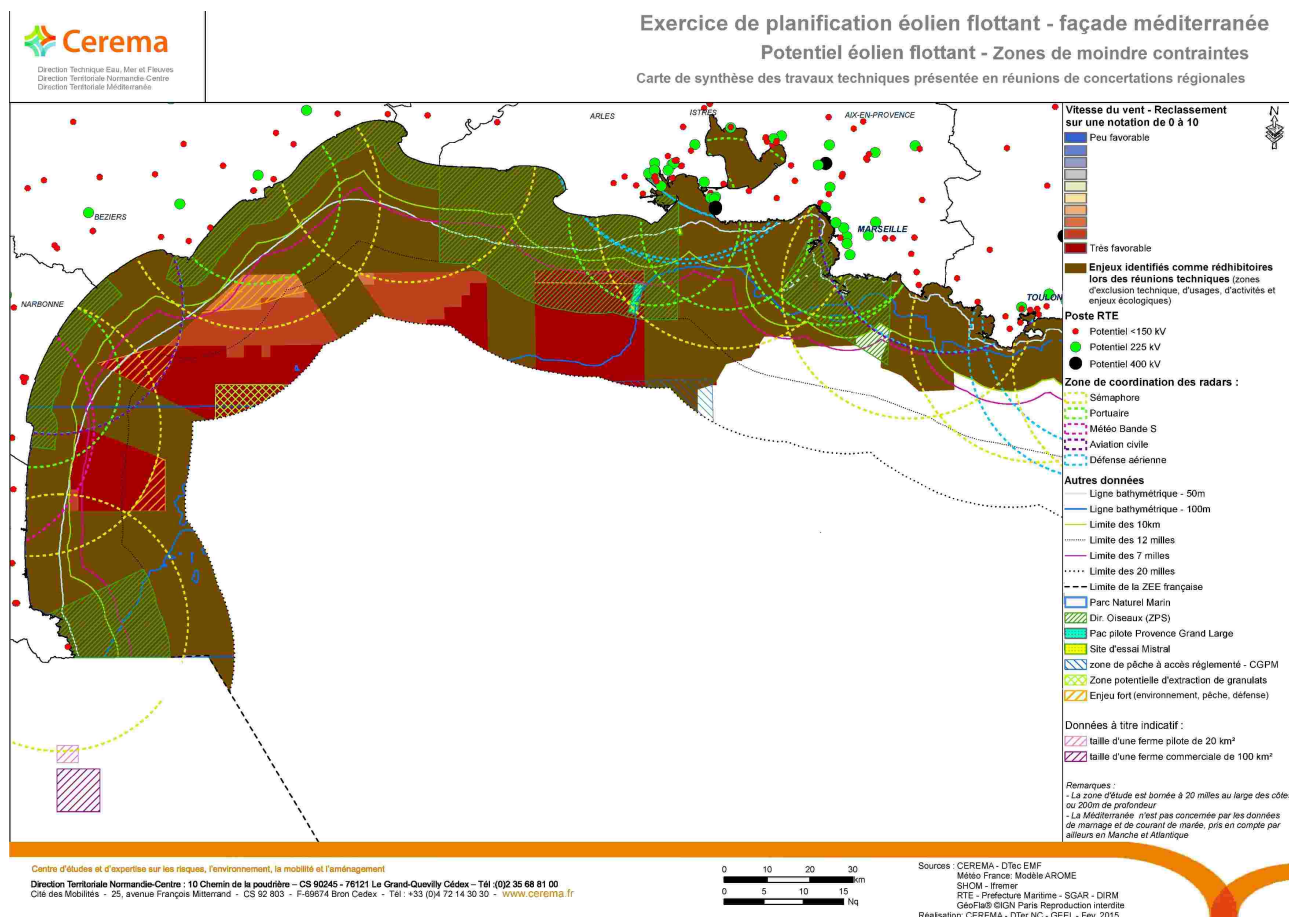 Cerema
Direction Technique Eau, Mer et Fleuves
Direction Territoriale Normandie-Centre
Direction Territoriale Méditerranée
Exercice de planification éolien flottant - façade méditerranée
Potentiel éolien flottant - Zones de moindre contraintes
Carte de synthèse des travaux techniques présentée en réunions de concertations régionales
ARLES
ISTRES
AIX-EN-PROVENCE
BEZIERS
MARSEILLE
NARBONNE
TOULON
Vitesse du vent - Reclassement
sur une notation de 0 à 10
N
Peu favorable
Très favorable
Enjeux identifiés comme rédhibitoires
lors des réunions techniques (zones
d'exclusion technique, d'usages, d'activités et
enjeux écologiques)
Poste RTE
Potentiel <150 kV
Potentiel 225 kV
Potentiel 400 kV
Zone de coordination des radars :
Sémaphore
Portuaire
Météo Bande S
Aviation civile
Défense aérienne
Autres données
Ligne bathymétrique - 50m
Ligne bathymétrique - 100m
Limite des 10km
Limite des 12 milles
Limite des 7 milles
Limite des 20 milles
Limite de la ZEE française
Parc Naturel Marin
Dir. Oiseaux (ZPS)
Pac pilote Provence Grand Large
Site d'essai Mistral
zone de pêche à accès réglementé - CGPM
Zone potentielle d'extraction de granulats
Enjeu fort (environnement, pêche, défense)
Données à titre indicatif :
taille d'une ferme pilote de 20 km²
taille d'une ferme commerciale de 100 km²
Remarques :
- La zone d'étude est bornée à 20 milles au large des côtes
ou 200m de profondeur
- La Méditerranée n'est pas concernée par les données
de marnage et de courant de marée, pris en compte par
ailleurs en Manche et Atlantique
Centre d'études et d'expertise sur les risques, l'environnement, la mobilité et l'aménagement
Direction Territoriale Normandie-Centre : 10 Chemin de la poudrière – CS 90245 - 76121 Le Grand-Quevilly Cédex – Tél :(0)2 35 68 81 00
Cité des Mobilités - 25, avenue François Mitterrand - CS 92 803 - F-69674 Bron Cedex - Tél : +33 (0)4 72 14 30 30 - www.cerema.fr
0 10 20 30
km
0 5 10 15
Nq
Sources : CEREMA - DTec EMF
Météo France: Modèle AROME
SHOM - Ifremer
RTE - Préfecture Maritime - SGAR - DIRM
GéoFla® ©IGN Paris Reproduction interdite
Réalisation: CEREMA - DTer NC - GEEL - Fev. 2015